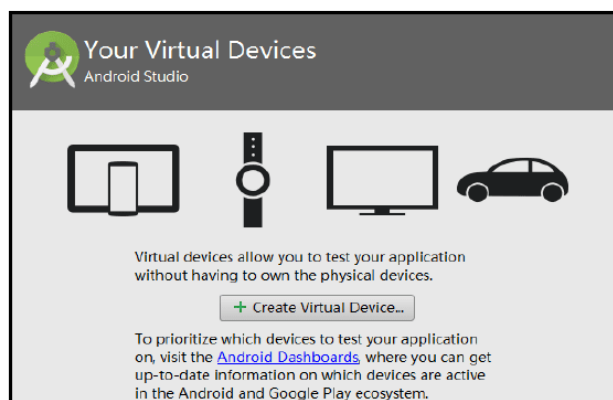 Your Virtual Devices
Android Studio
Virtual devices allow you to test your application
without having to own the physical devices.
+ Create Virtual Device...
To prioritize which devices to test your application
on, visit the Android Dashboards, where you can get
up-to-date information on which devices are active
in the Android and Google Play ecosystem.